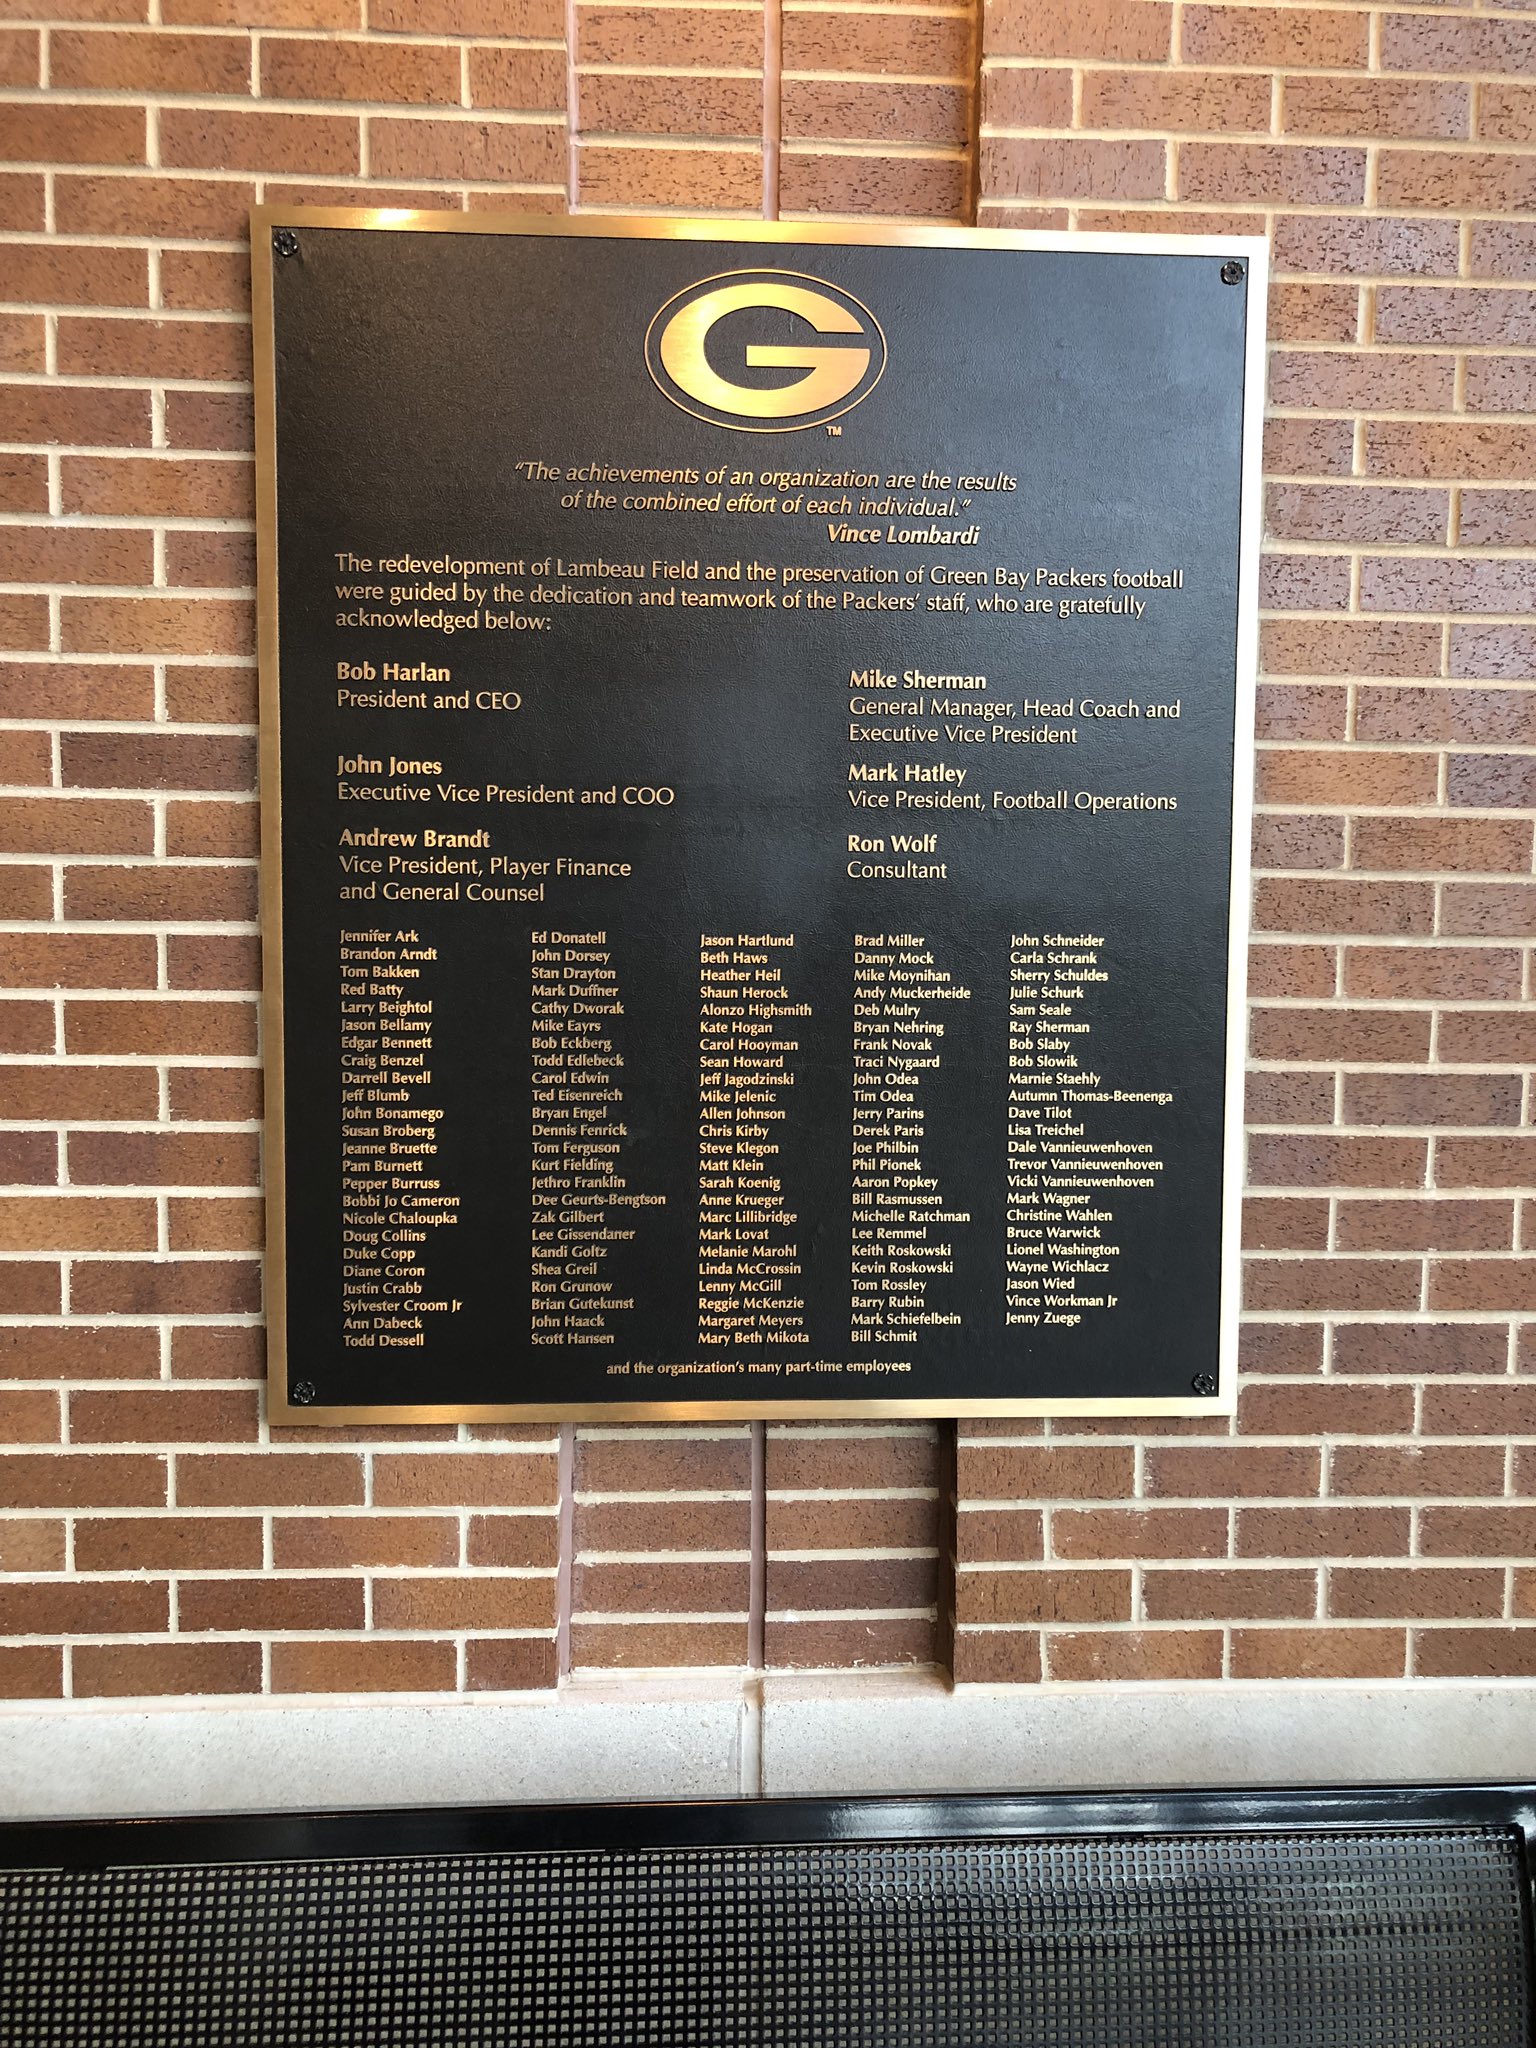 G
TM
“The achievements of an organization are the results
of the combined effort of each individual.”
Vince Lombardi
The redevelopment of Lambeau Field and the preservation of Green Bay Packers football
were guided by the dedication and teamwork of the Packers’ staff, who are gratefully
acknowledged below:
Bob Harlan
President and CEO
Mike Sherman
General Manager, Head Coach and
Executive Vice President
John Jones
Executive Vice President and COO
Mark Hatley
Vice President, Football Operations
Andrew Brandt
Vice President, Player Finance
and General Counsel
Ron Wolf
Consultant
Jennifer Ark
Brandon Arndt
Tom Bakken
Red Batty
Larry Beightol
Jason Bellamy
Edgar Bennett
Craig Benzel
Darrell Bevell
Jeff Blumb
John Bonamego
Susan Broberg
Jeanne Bruette
Pam Burnett
Pepper Burruss
Bobbi Jo Cameron
Nicole Chaloupka
Doug Collins
Duke Copp
Diane Coron
Justin Crabb
Sylvester Croom Jr
Ann Dabeck
Todd Dessell
Ed Donatell
John Dorsey
Stan Drayton
Mark Duffner
Cathy Dworak
Mike Eayrs
Bob Eckberg
Todd Edlebeck
Carol Edwin
Ted Eisenreich
Bryan Engel
Dennis Fenrick
Tom Ferguson
Kurt Fielding
Jethro Franklin
Dee Geurts-Bengtson
Zak Gilbert
Lee Gissendaner
Kandi Goltz
Shea Greil
Ron Grunow
Brian Gutekunst
John Haack
Scott Hansen
Jason Hartlund
Beth Haws
Heather Heil
Shaun Herock
Alonzo Highsmith
Kate Hogan
Carol Hooyman
Sean Howard
Jeff Jagodzinski
Mike Jelenic
Allen Johnson
Chris Kirby
Steve Klegon
Matt Klein
Sarah Koenig
Anne Krueger
Marc Lillibridge
Mark Lovat
Melanie Marohl
Linda McCrossin
Lenny McGill
Reggie McKenzie
Margaret Meyers
Mary Beth Mikota
Brad Miller
Danny Mock
Mike Moynihan
Andy Muckerheide
Deb Mulry
Bryan Nehring
Frank Novak
Traci Nygaard
John Odea
Tim Odea
Jerry Parins
Derek Paris
Joe Philbin
Phil Pionek
Aaron Popkey
Bill Rasmussen
Michelle Ratchman
Lee Remmel
Keith Roskowski
Kevin Roskowski
Tom Rossley
Barry Rubin
Mark Schiefelbein
Bill Schmit
John Schneider
Carla Schrank
Sherry Schuldes
Julie Schurk
Sam Seale
Ray Sherman
Bob Slaby
Bob Slowik
Marnie Staehly
Autumn Thomas-Beenenga
Dave Tilot
Lisa Treichel
Dale Vannieuwenhoven
Trevor Vannieuwenhoven
Vicki Vannieuwenhoven
Mark Wagner
Christine Wahlen
Bruce Warwick
Lionel Washington
Wayne Wichlacz
Jason Wied
Vince Workman Jr
Jenny Zuege
and the organization’s many part-time employees